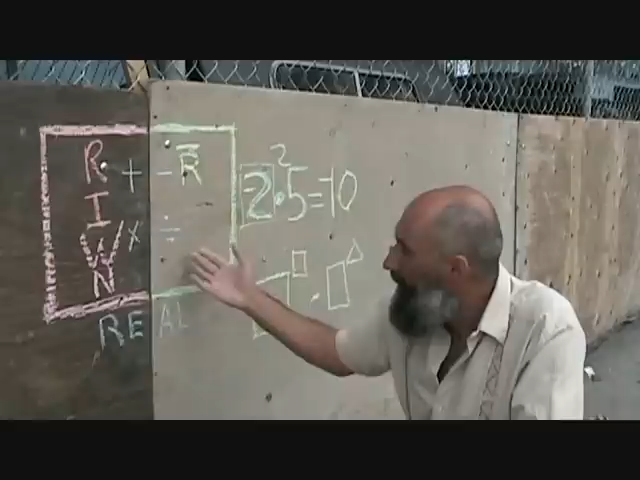 R + - R̄
I
W × ÷
N
REAL
2² · 5 = 10